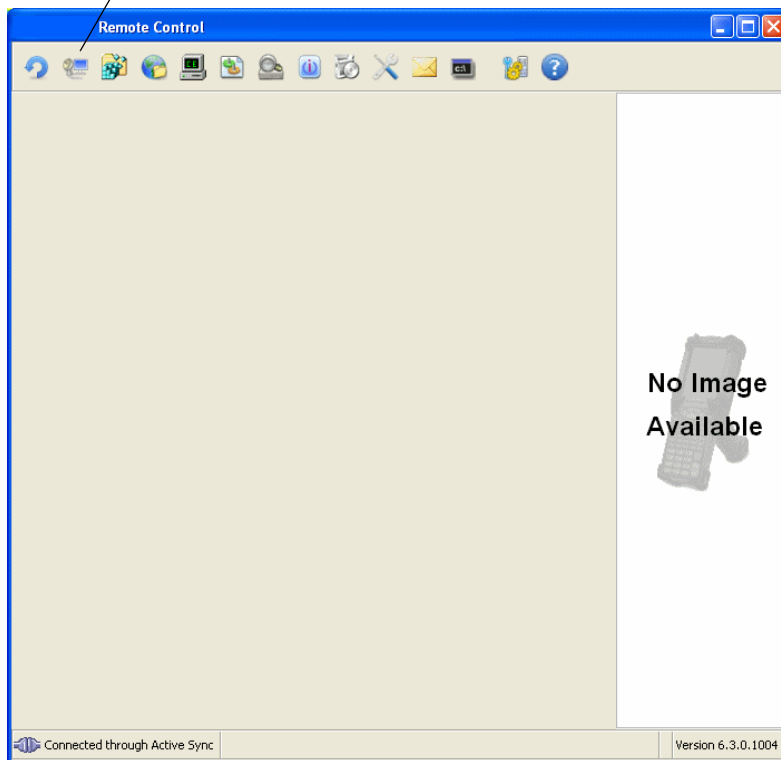 Remote Control
c:\
No Image
Available
Connected through Active Sync
Version 6.3.0.1004